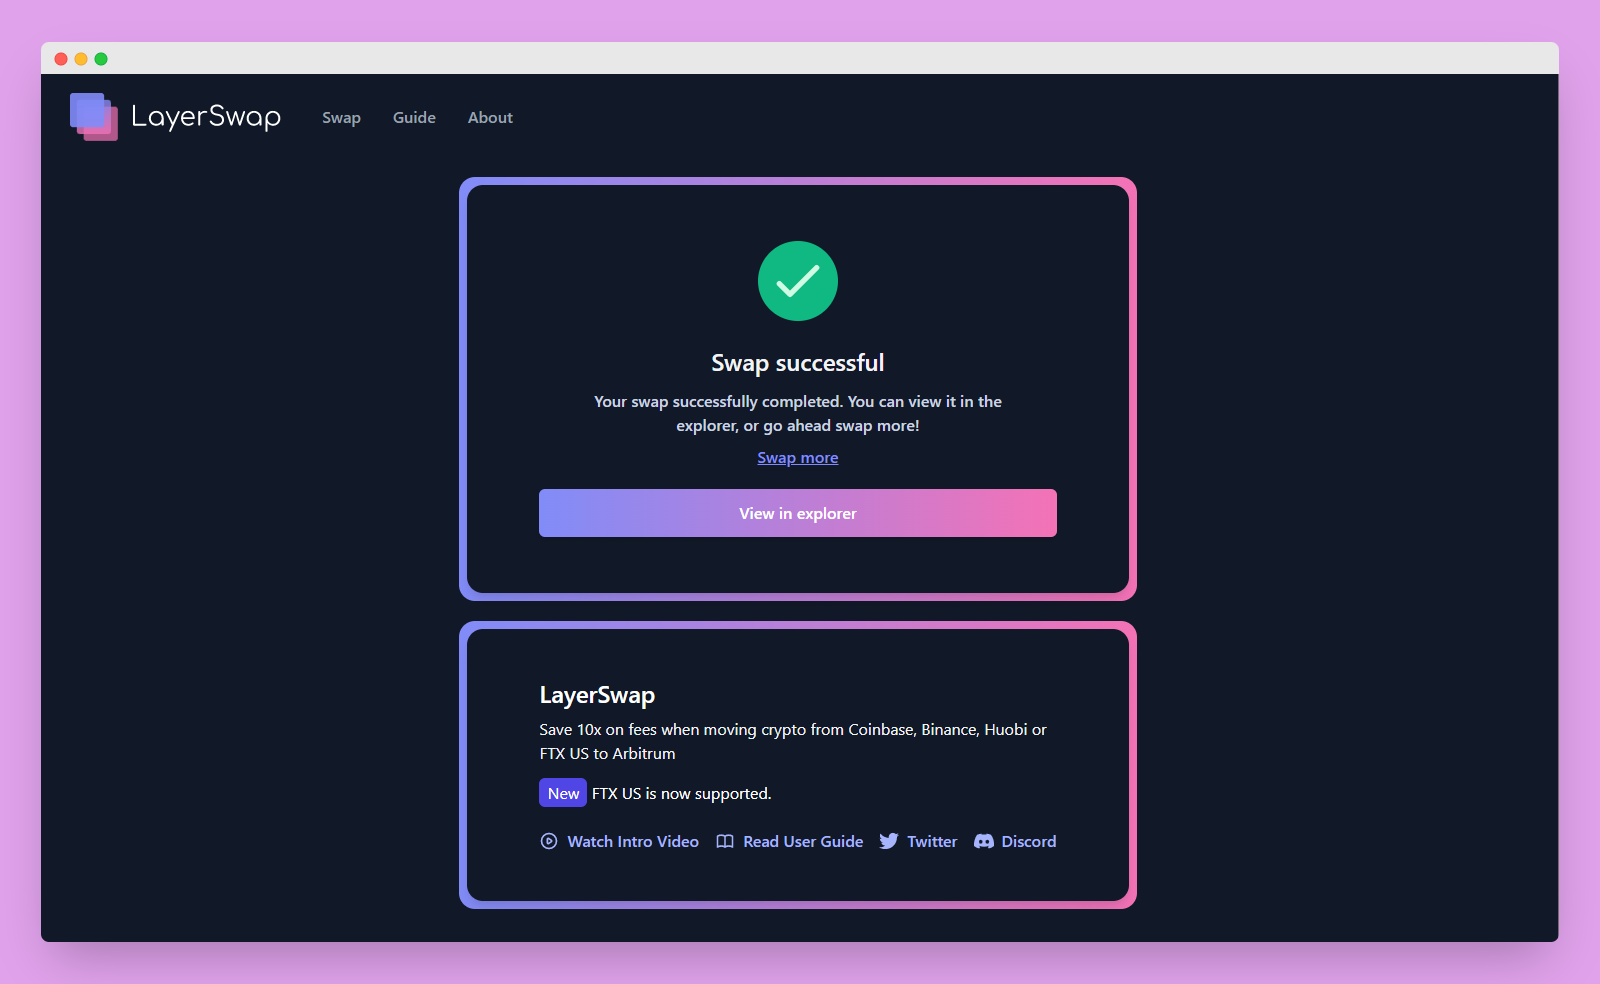 LayerSwap
Swap Guide About
Swap successful
Your swap successfully completed. You can view it in the
explorer, or go ahead swap more!
Swap more
View in explorer
LayerSwap
Save 10x on fees when moving crypto from Coinbase, Binance, Huobi or
FTX US to Arbitrum
New FTX US is now supported.
Watch Intro Video Read User Guide Twitter Discord